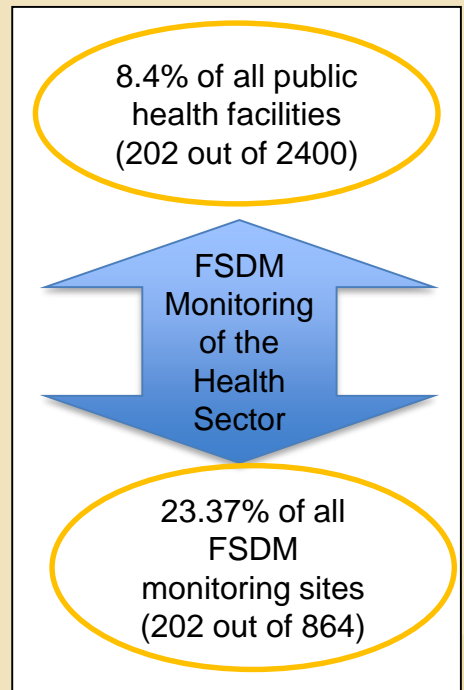 8.4% of all public
health facilities
(202 out of 2400)
FSDM
Monitoring
of the
Health
Sector
23.37% of all
FSDM
monitoring sites
(202 out of 864)